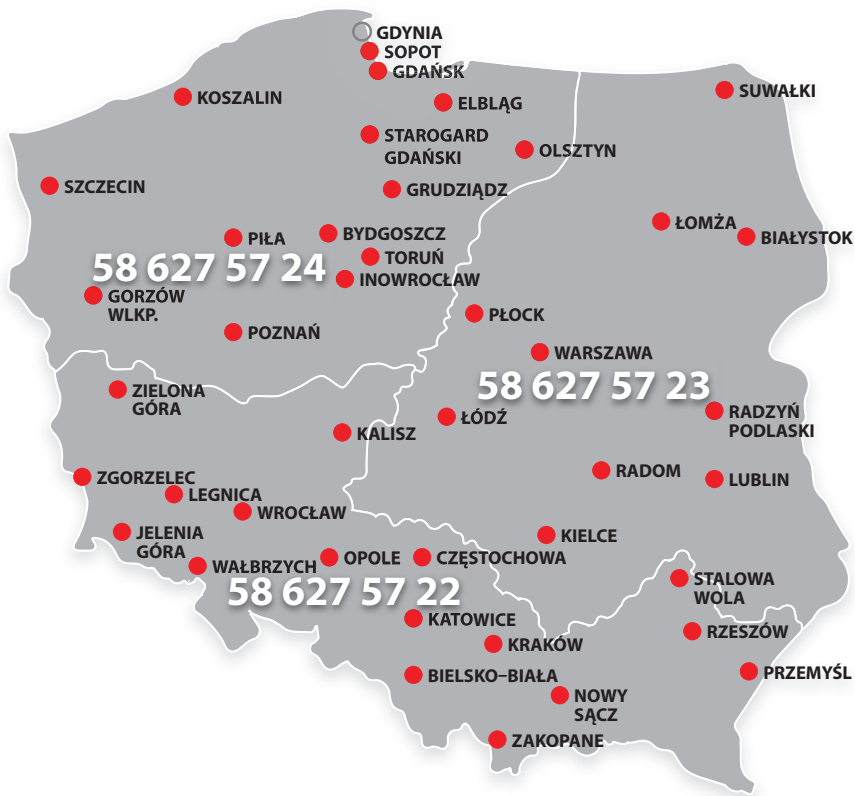 GDYNIA
SOPOT
GDAŃSK
SUWAŁKI
KOSZALIN
ELBLĄG
STAROGARD
GDAŃSKI
OLSZTYN
SZCZECIN
GRUDZIĄDZ
ŁOMŻA
BYDGOSZCZ
PIŁA
BIAŁYSTOK
TORUŃ
58 627 57 24
INOWROCŁAW
GORZÓW
WLKP.
PŁOCK
POZNAŃ
WARSZAWA
58 627 57 23
ZIELONA
GÓRA
RADZYŃ
PODLASKI
ŁÓDŹ
KALISZ
RADOM
ZGORZELEC
LUBLIN
LEGNICA
WROCŁAW
JELENIA
GÓRA
KIELCE
OPOLE
CZĘSTOCHOWA
WAŁBRZYCH
STALOWA
WOLA
58 627 57 22
KATOWICE
RZESZÓW
KRAKÓW
PRZEMYŚL
BIELSKO–BIAŁA
NOWY
SĄCZ
ZAKOPANE